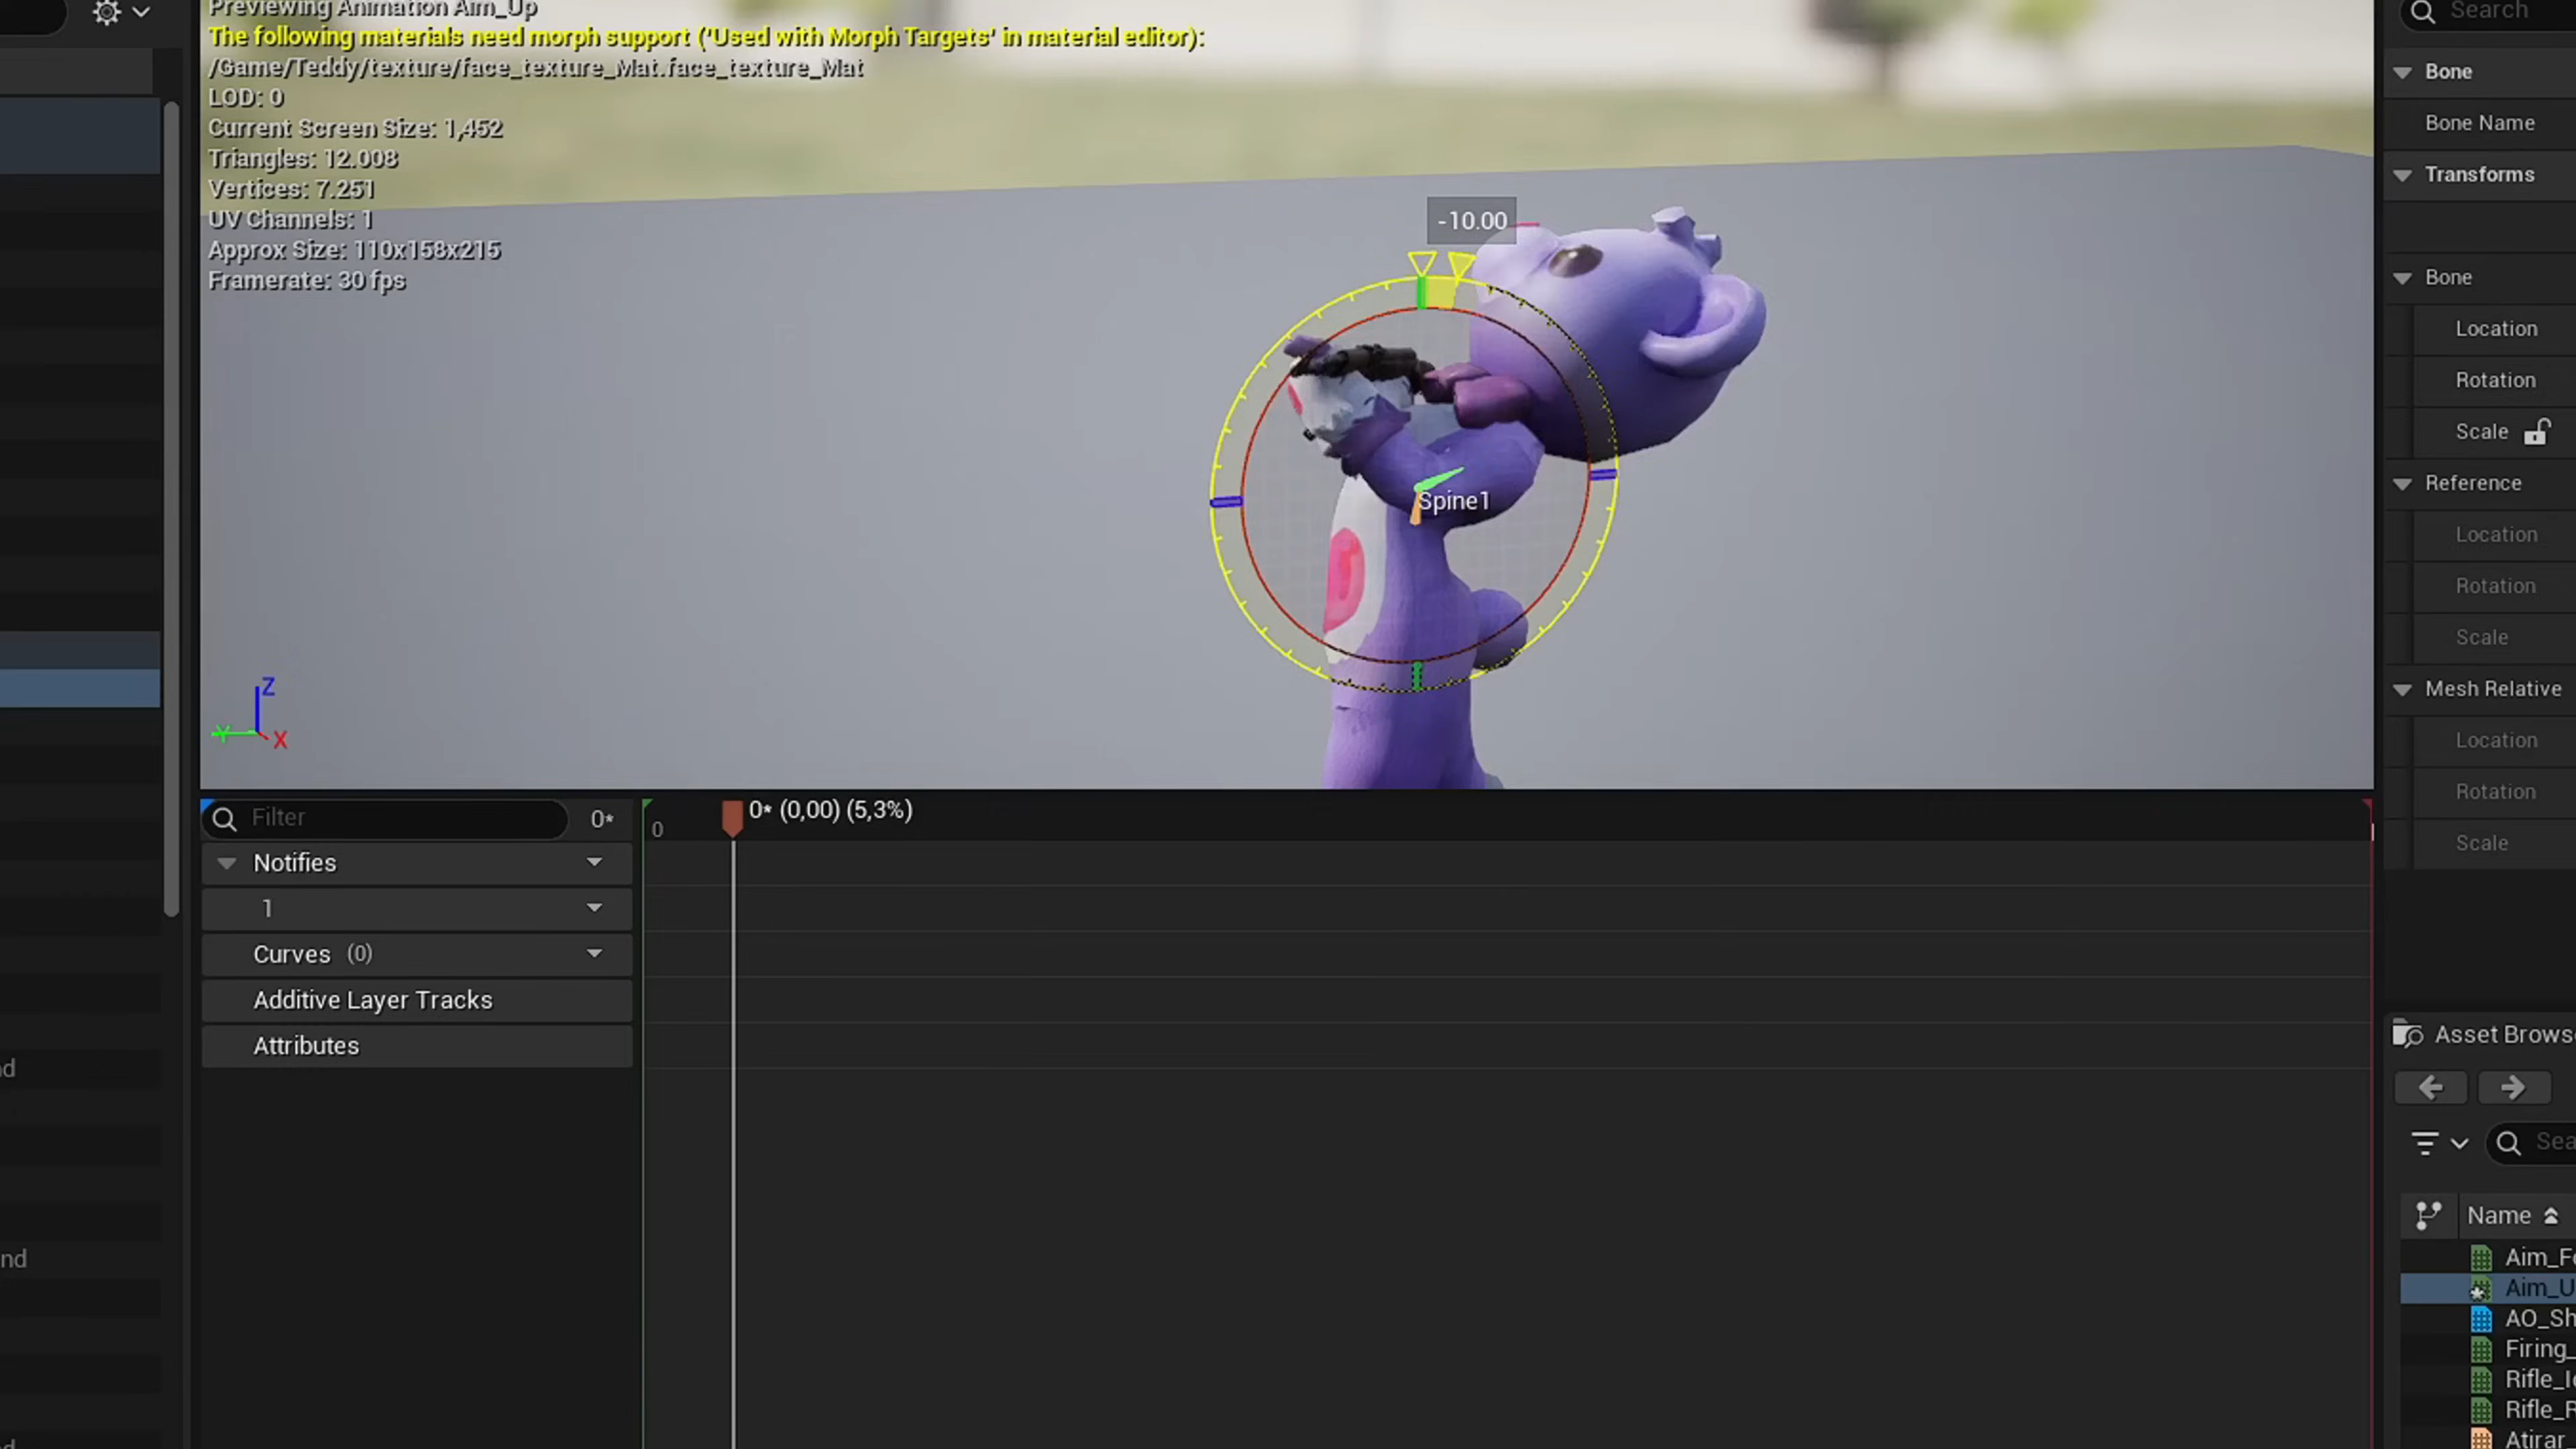 Previewing Animation Aim_Up
The following materials need morph support ('Used with Morph Targets' in material editor):
/Game/Teddy/texture/face_texture_Mat.face_texture_Mat
LOD: 0
Current Screen Size: 1,452
Triangles: 12.008
Vertices: 7.251
UV Channels: 1
Approx Size: 110x158x215
Framerate: 30 fps
-10.00
Spine1
Z
Y
X
Filter
0*
0
0* (0,00) (5,3%)
Notifies
1
Curves (0)
Additive Layer Tracks
Attributes
nd
Search
Bone
Bone Name
Transforms
Bone
Location
Rotation
Scale
Reference
Location
Rotation
Scale
Mesh Relative
Location
Rotation
Scale
Asset Brows
Sea
Name
Aim_F
Aim_U
AO_Sh
Firing_
Rifle_I
Rifle_R
Atirar